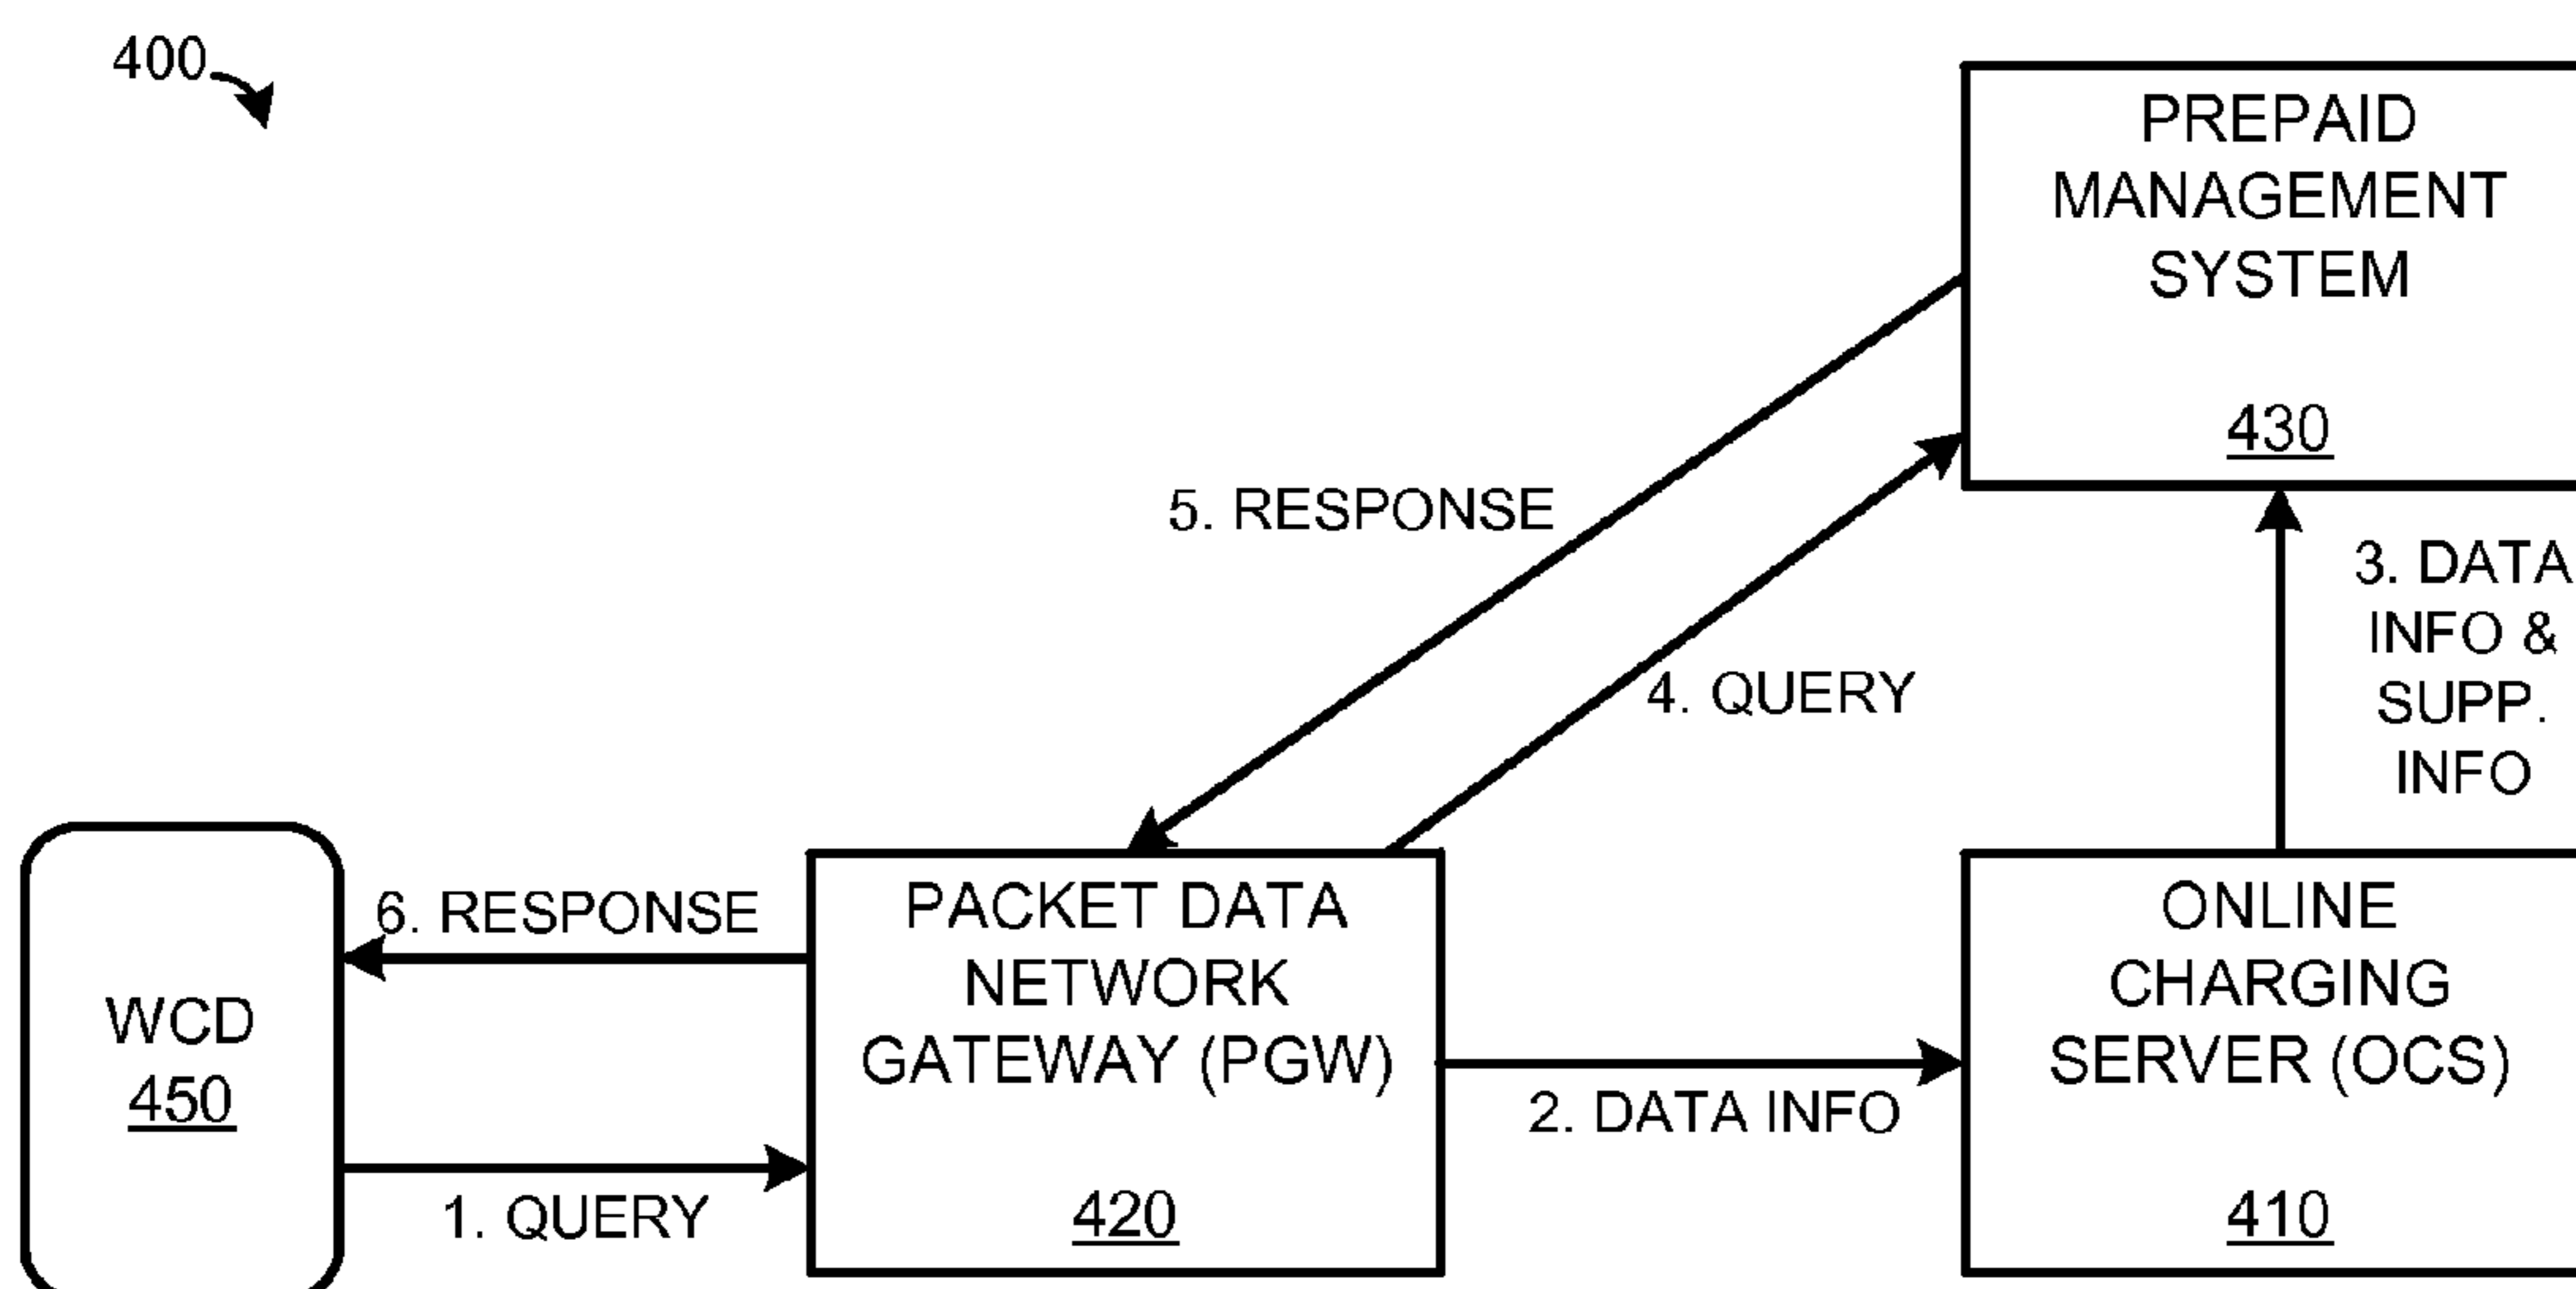 400
PREPAID
MANAGEMENT
SYSTEM
430
5. RESPONSE
4. QUERY
3. DATA
INFO &
SUPP.
INFO
6. RESPONSE
WCD
450
1. QUERY
PACKET DATA
NETWORK
GATEWAY (PGW)
420
2. DATA INFO
ONLINE
CHARGING
SERVER (OCS)
410